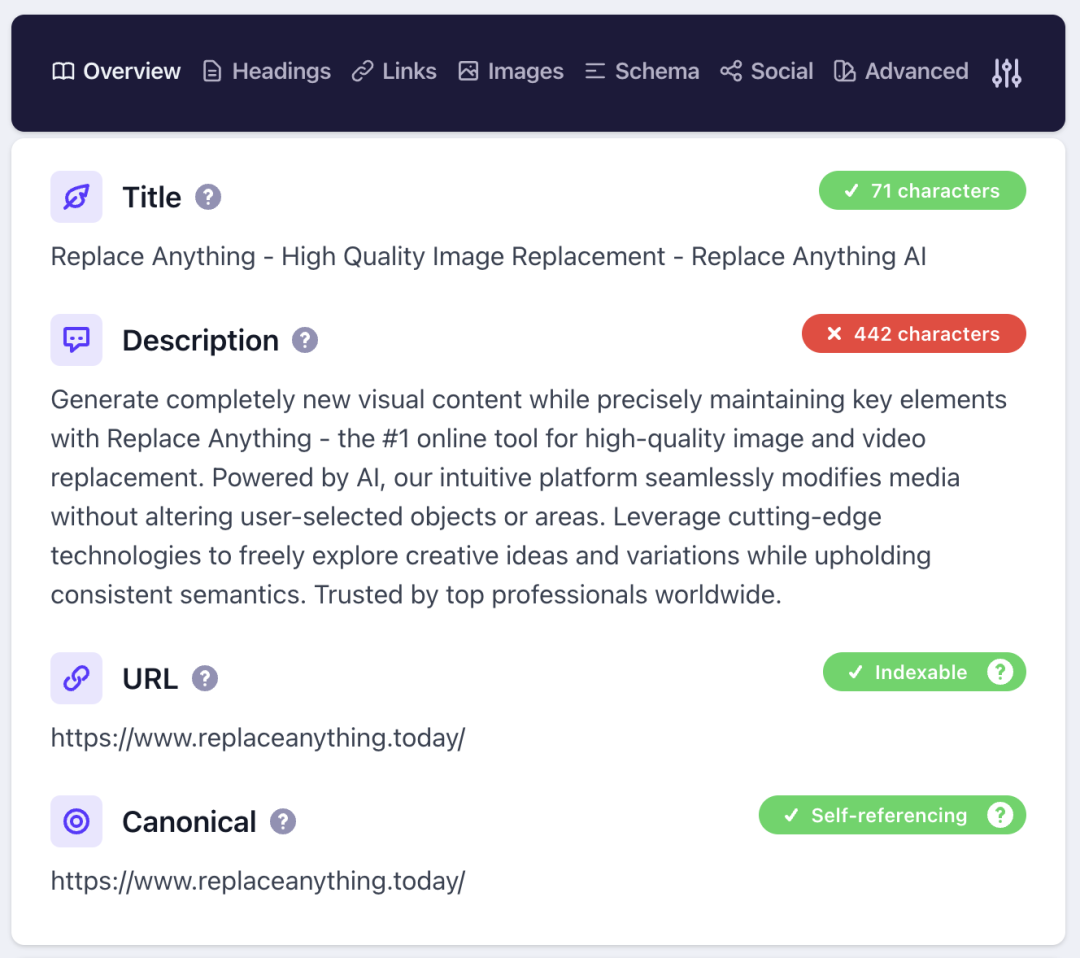 Overview Headings Links Images Schema Social Advanced
Title ? ✓ 71 characters
Replace Anything - High Quality Image Replacement - Replace Anything AI
Description ? ✕ 442 characters
Generate completely new visual content while precisely maintaining key elements
with Replace Anything - the #1 online tool for high-quality image and video
replacement. Powered by AI, our intuitive platform seamlessly modifies media
without altering user-selected objects or areas. Leverage cutting-edge
technologies to freely explore creative ideas and variations while upholding
consistent semantics. Trusted by top professionals worldwide.
URL ? ✓ Indexable ?
https://www.replaceanything.today/
Canonical ? ✓ Self-referencing ?
https://www.replaceanything.today/